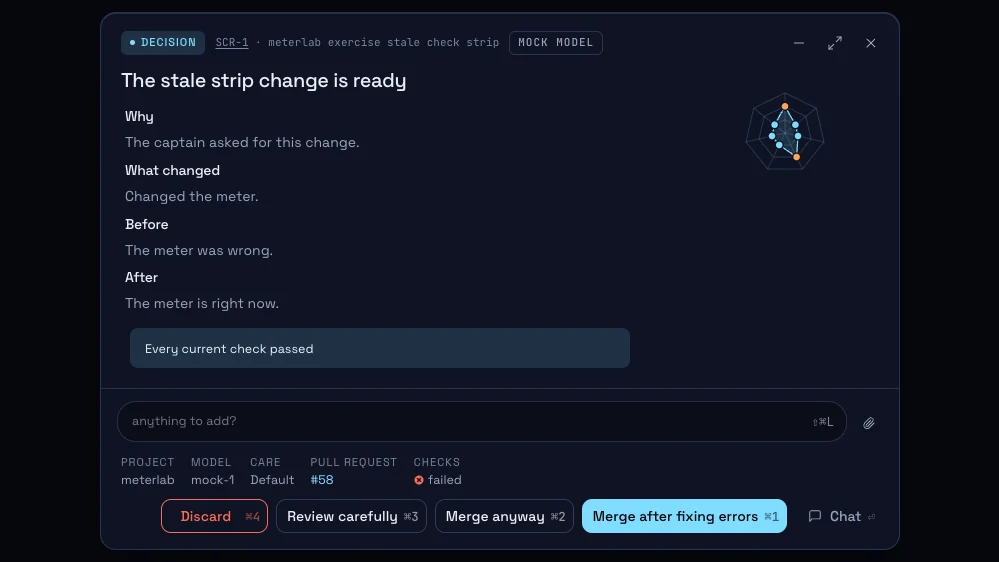 DECISION SCR-1 · meterlab exercise stale check strip MOCK MODEL
The stale strip change is ready
Why
The captain asked for this change.
What changed
Changed the meter.
Before
The meter was wrong.
After
The meter is right now.
Every current check passed
anything to add? ⇧⌘L
PROJECT MODEL CARE PULL REQUEST CHECKS
meterlab mock-1 Default #58 failed
Discard ⌘4 Review carefully ⌘3 Merge anyway ⌘2 Merge after fixing errors ⌘1 Chat ⏎